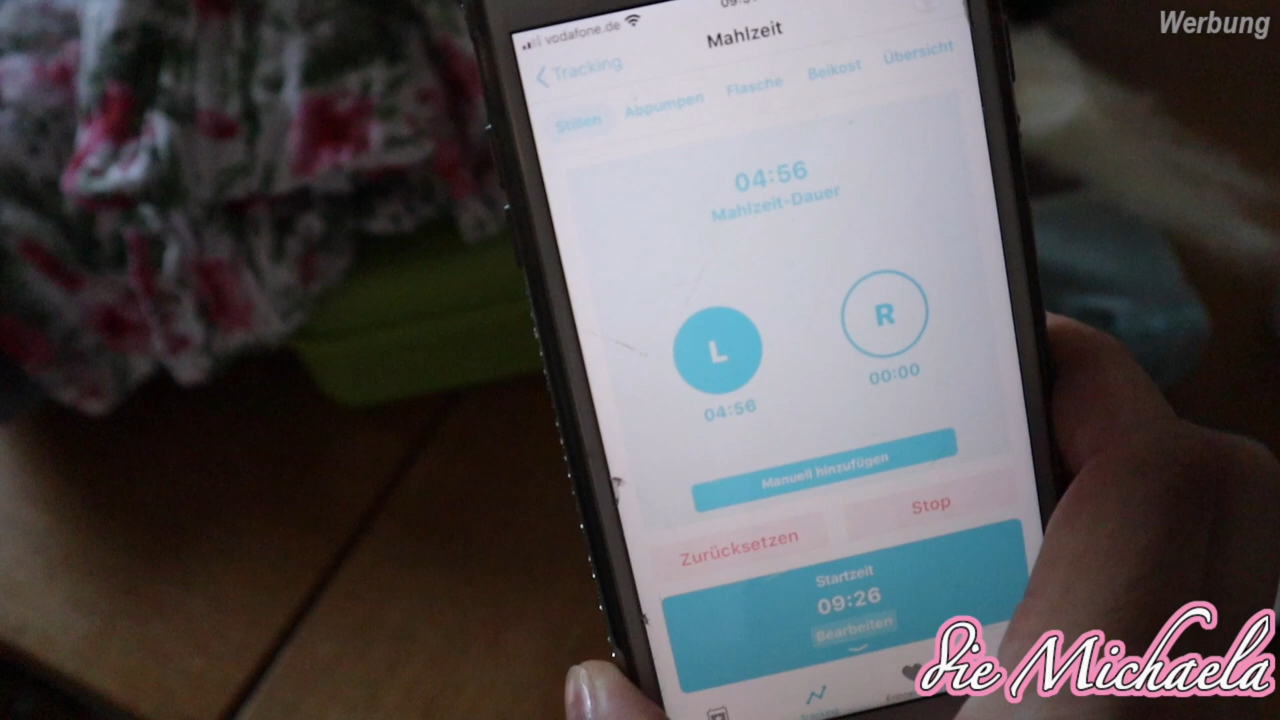 Werbung
vodafone.de
Mahlzeit
Tracking
Stillen Abpumpen Flasche Beikost Übersicht
04:56
Mahlzeit-Dauer
L R
04:56 00:00
Manuell hinzufügen
Zurücksetzen Stop
Startzeit
09:26
Bearbeiten
Tracking
Die Michaela